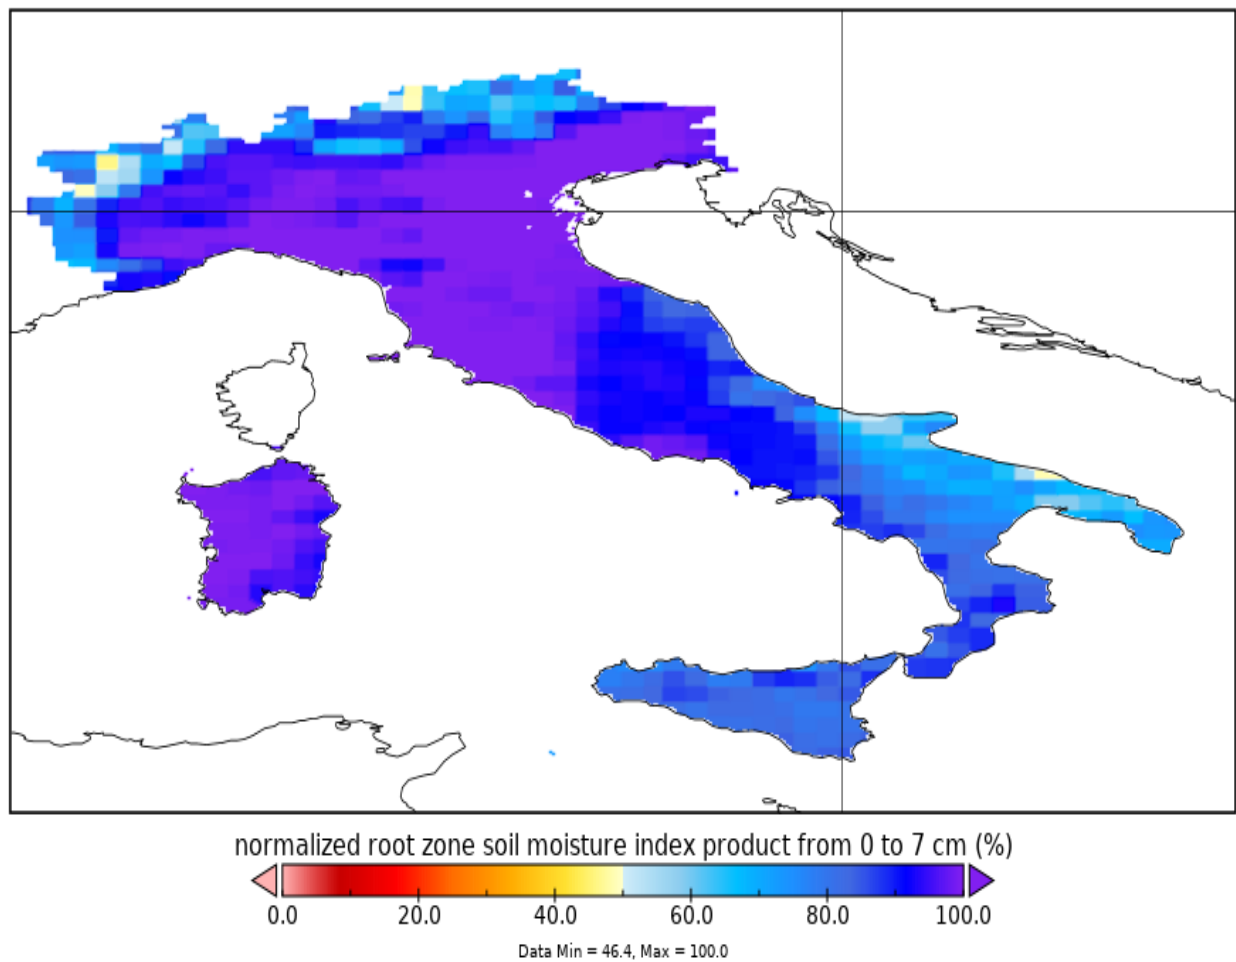 normalized root zone soil moisture index product from 0 to 7 cm (%)
0.0 20.0 40.0 60.0 80.0 100.0
Data Min = 46.4, Max = 100.0